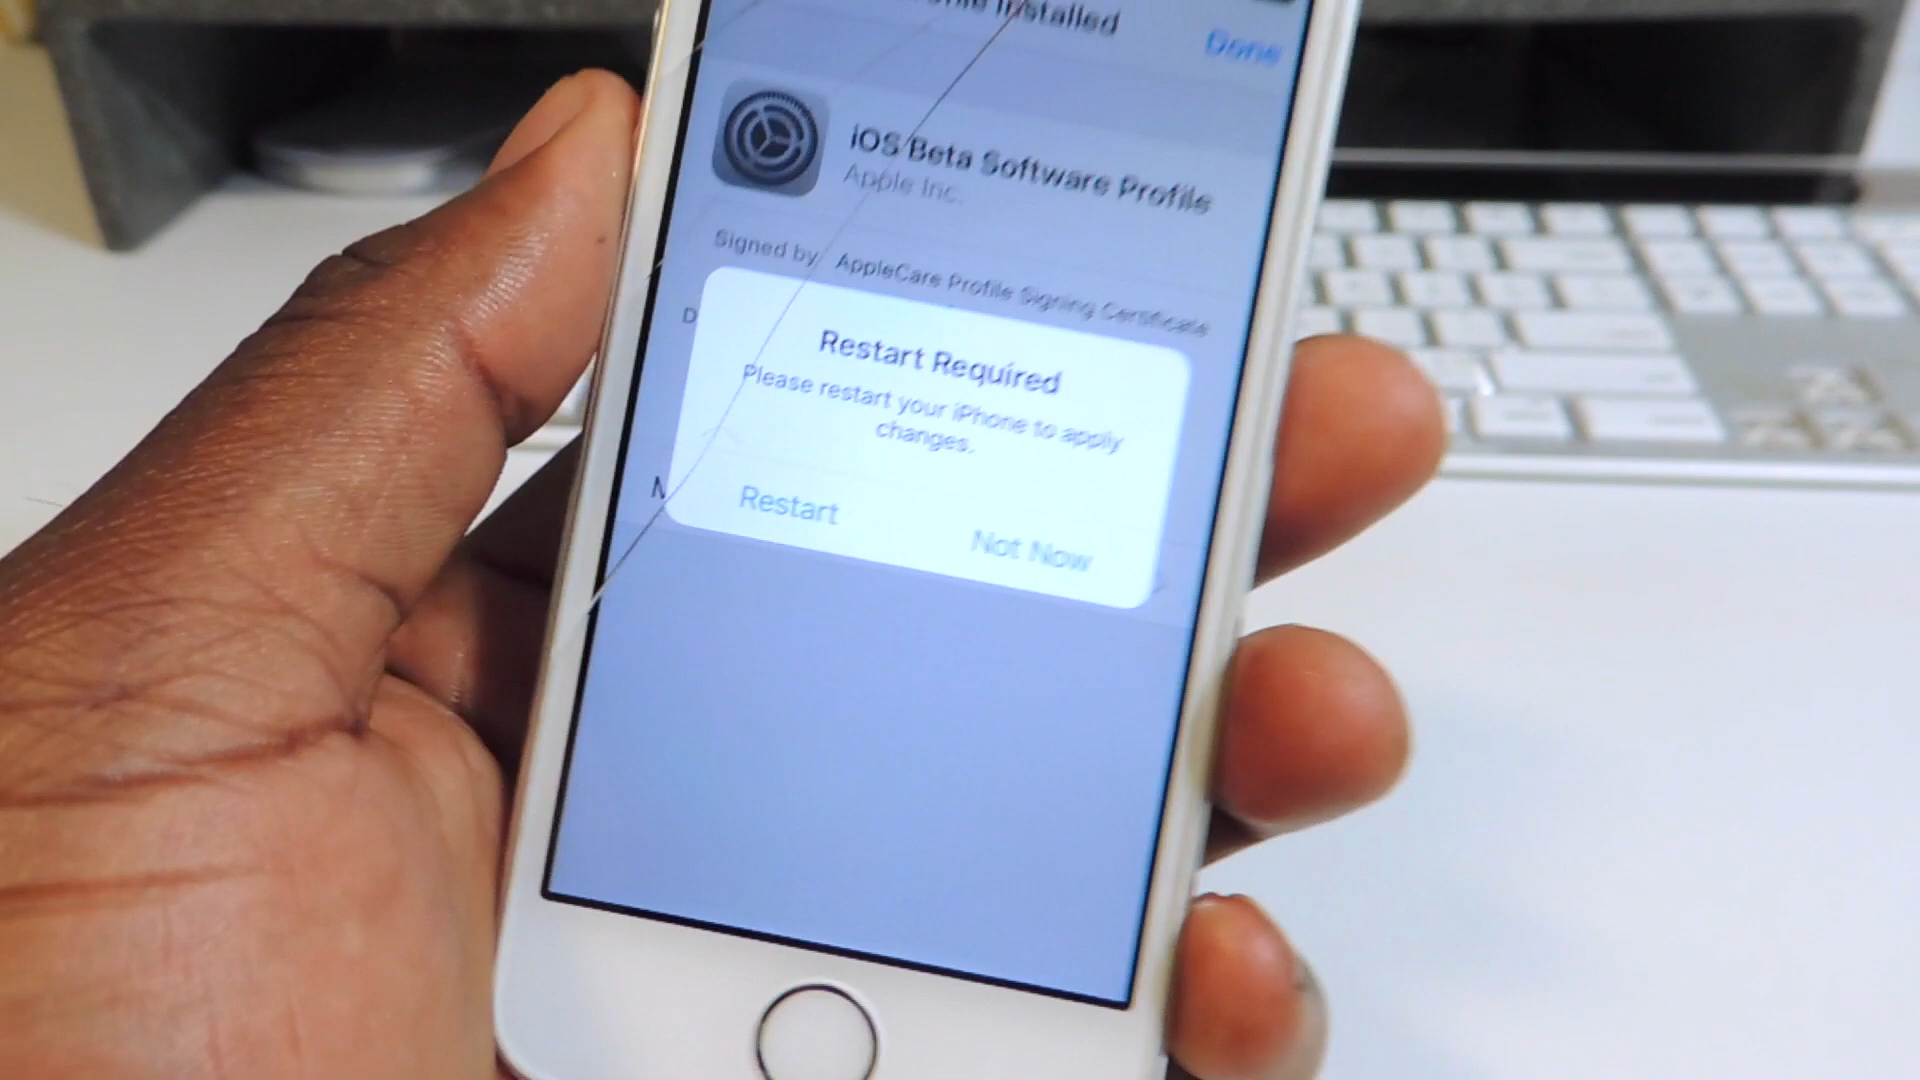 Installed
Done
iOS Beta Software Profile
Apple Inc.
Signed by AppleCare Profile Signing Certificate
D
Restart Required
Please restart your iPhone to apply
changes.
M
Restart
Not Now